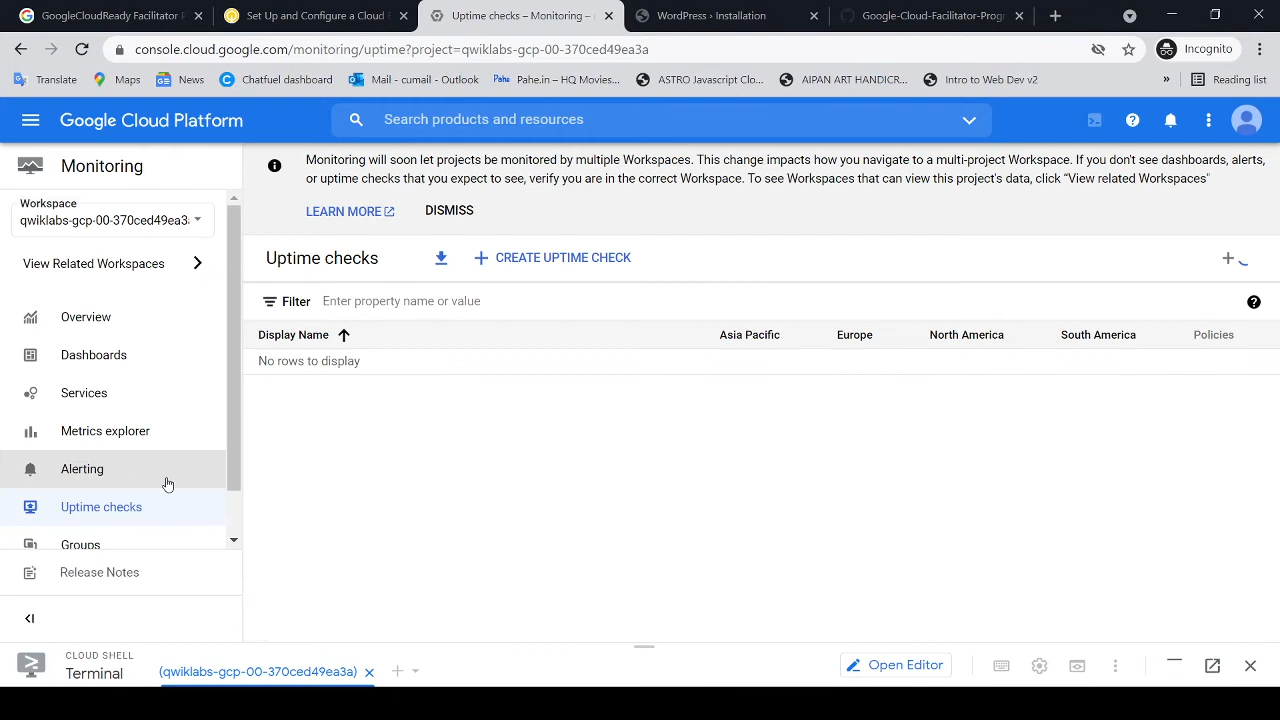 GoogleCloudReady Facilitator P
Set Up and Configure a Cloud E
Uptime checks – Monitoring –
WordPress › Installation
Google-Cloud-Facilitator-Progr
console.cloud.google.com/monitoring/uptime?project=qwiklabs-gcp-00-370ced49ea3a
Incognito
Translate
Maps
News
Chatfuel dashboard
Mail - cumail - Outlook
Pahe.in – HQ Movies...
ASTRO Javascript Clo...
AIPAN ART HANDICR...
Intro to Web Dev v2
»
Reading list
Google Cloud Platform
Search products and resources
Monitoring
Workspace
qwiklabs-gcp-00-370ced49ea3
View Related Workspaces
Overview
Dashboards
Services
Metrics explorer
Alerting
Uptime checks
Groups
Release Notes
Monitoring will soon let projects be monitored by multiple Workspaces. This change impacts how you navigate to a multi-project Workspace. If you don't see dashboards, alerts,
or uptime checks that you expect to see, verify you are in the correct Workspace. To see Workspaces that can view this project's data, click “View related Workspaces”
LEARN MORE
DISMISS
Uptime checks
CREATE UPTIME CHECK
Filter Enter property name or value
Display Name
Asia Pacific
Europe
North America
South America
Policies
No rows to display
CLOUD SHELL
Terminal
(qwiklabs-gcp-00-370ced49ea3a)
Open Editor